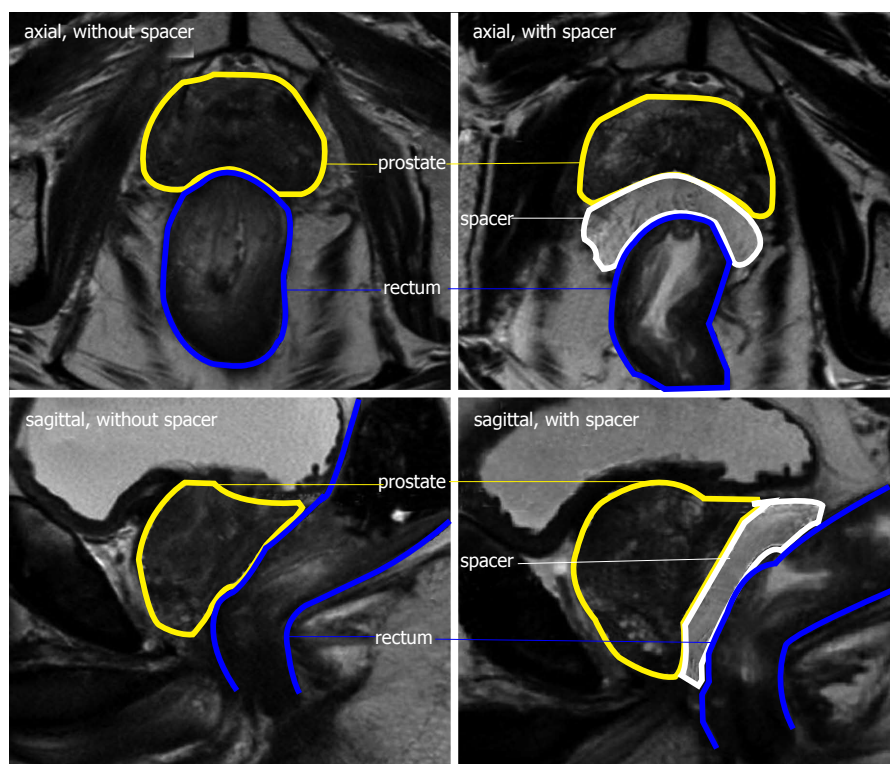 axial, without spacer
axial, with spacer
prostate
spacer
rectum
sagittal, without spacer
sagittal, with spacer
prostate
spacer
rectum